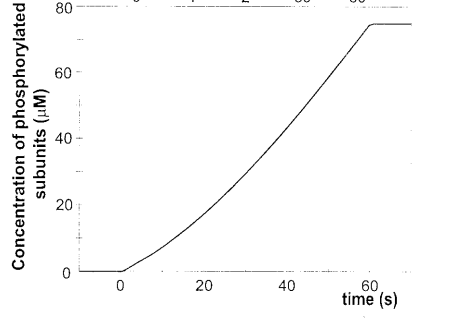 80
60
40
20
0
Concentration of phosphorylated
subunits (μM)
0 20 40 60
time (s)